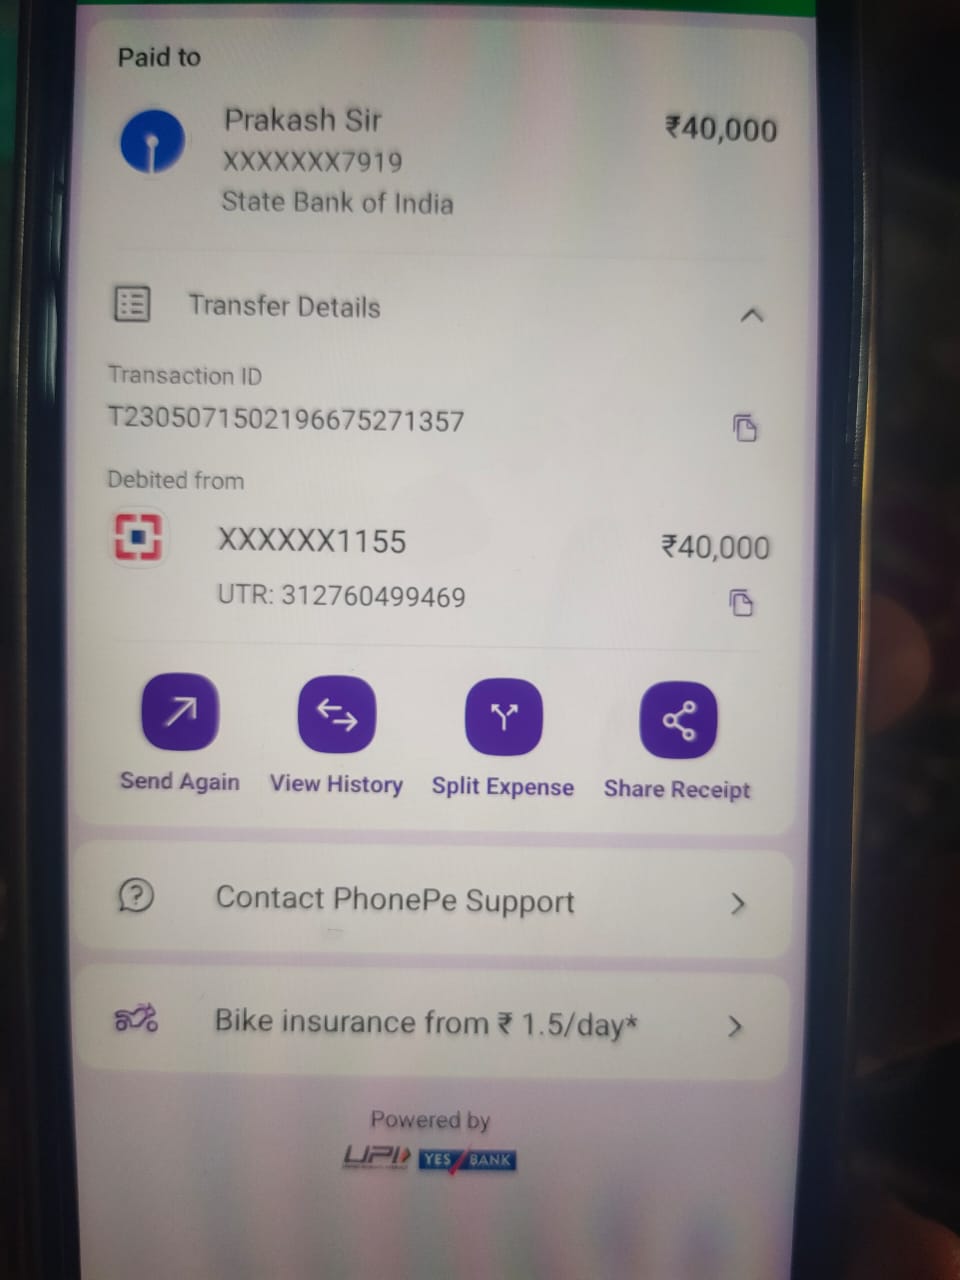 Paid to
Prakash Sir
₹40,000
XXXXXXX7919
State Bank of India
Transfer Details
Transaction ID
T2305071502196675271357
Debited from
XXXXXX1155
₹40,000
UTR: 312760499469
Send Again
View History
Split Expense
Share Receipt
Contact PhonePe Support
Bike insurance from ₹ 1.5/day*
Powered by
UPI YES BANK